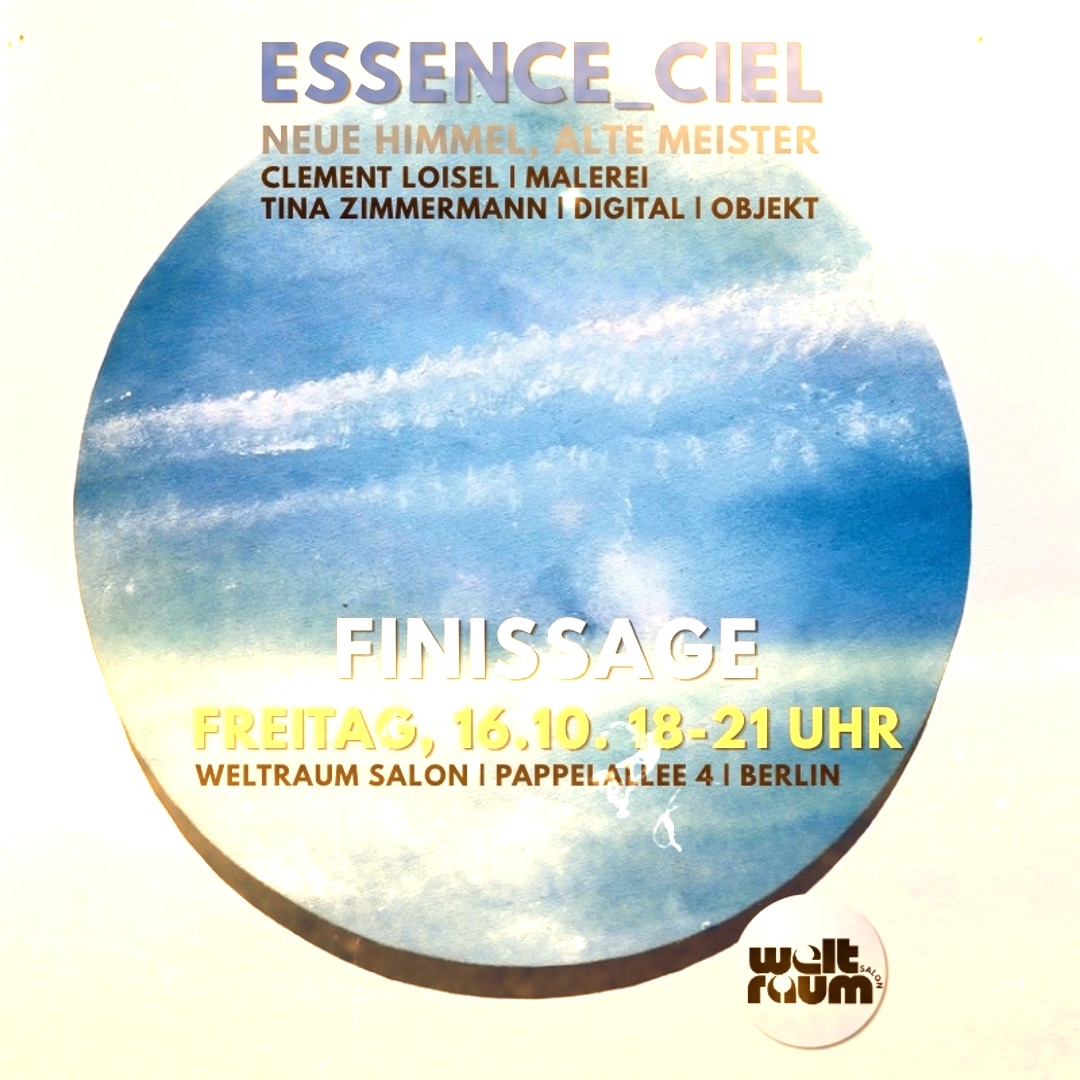 ESSENCE_CIEL
NEUE HIMMEL, ALTE MEISTER
CLEMENT LOISEL | MALEREI
TINA ZIMMERMANN | DIGITAL | OBJEKT
FINISSAGE
FREITAG, 16.10. 18-21 UHR
WELTRAUM SALON | PAPPELALLEE 4 | BERLIN
welt
raum
SALON